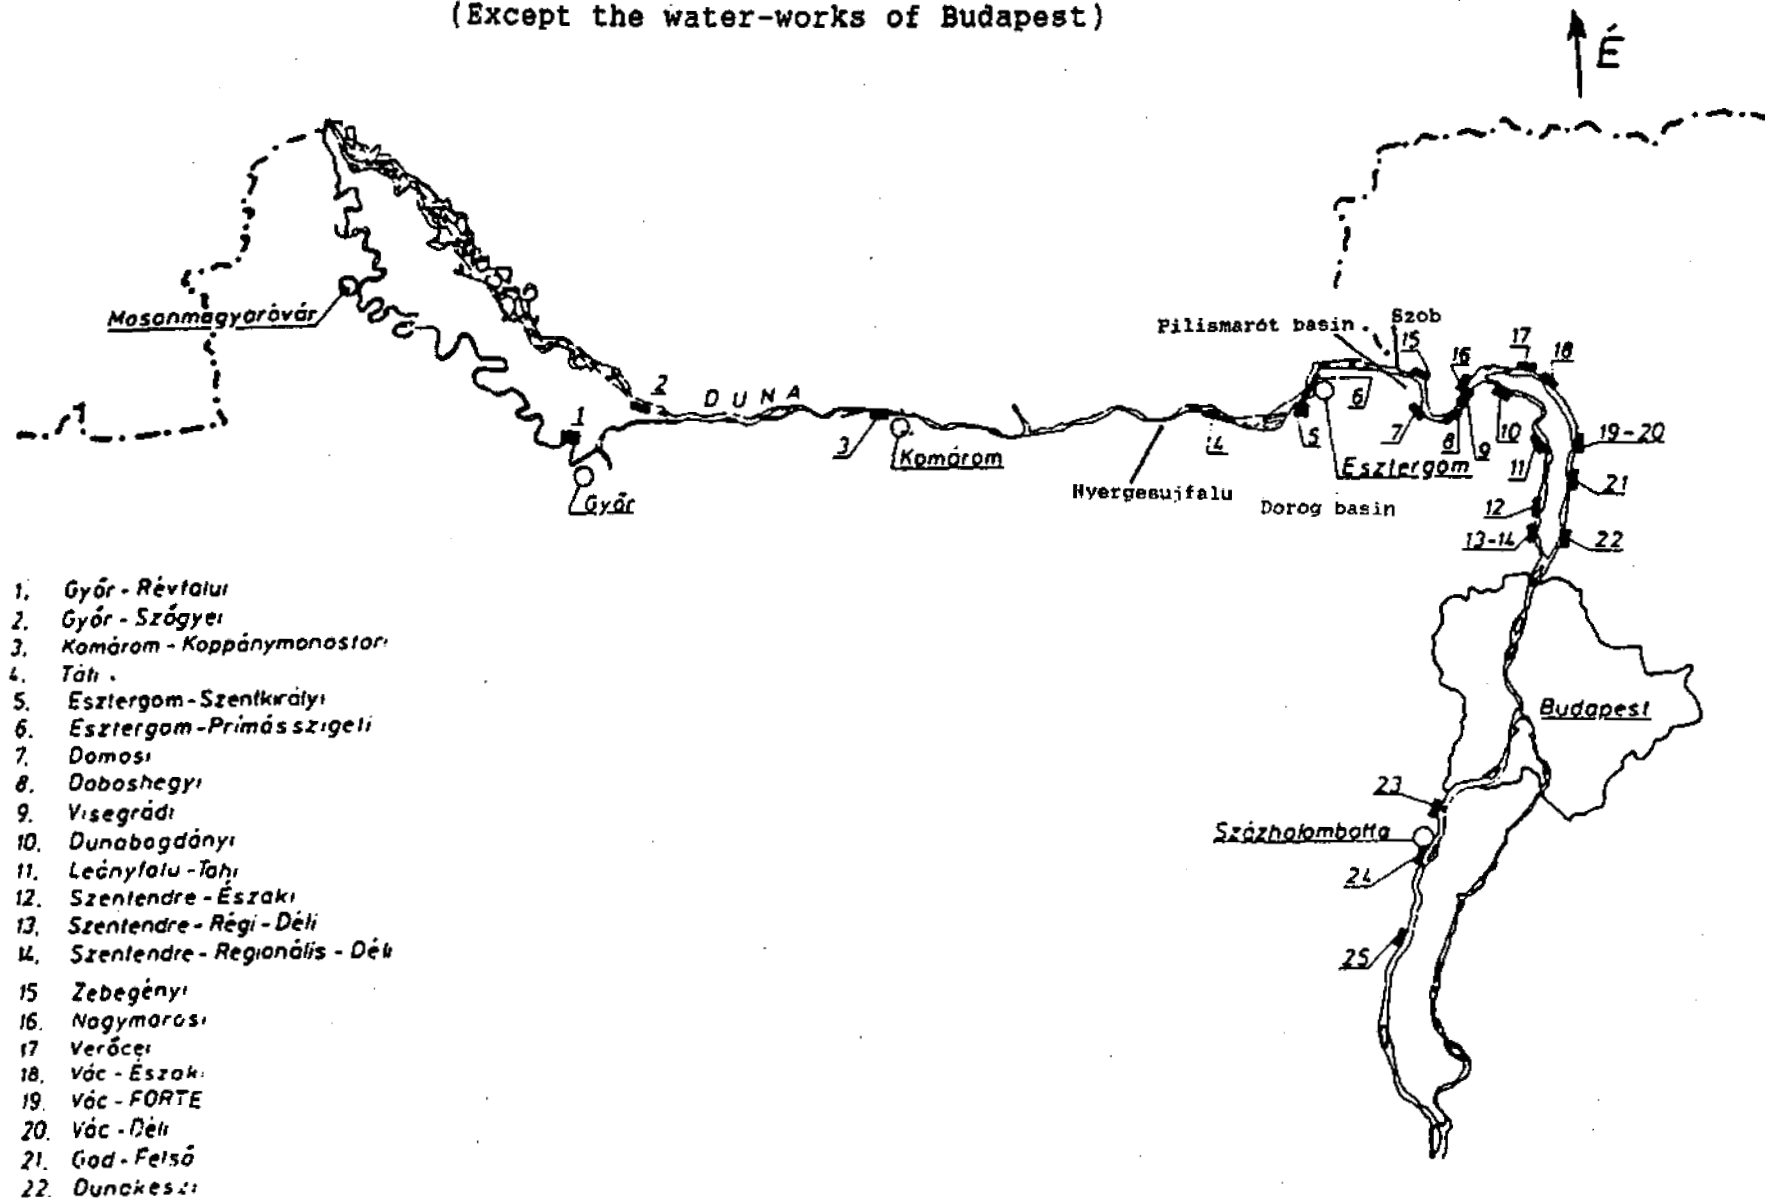 (Except the water-works of Budapest)
É
Mosonmagyaróvár
Szob
Pilismarót basin
15
17
16
18
2
DUNA
1
6
3
Komárom
4
5
7
8
9
10
19-20
Győr
Nyergesujfalu
Esztergom
11
21
Dorog basin
12
13-14
22
Budapest
23
Százhalombatta
24
25
1. Győr - Révfalui
2. Győr - Szőgyei
3. Komárom - Koppánymonostori
4. Táti
5. Esztergom - Szentkirályi
6. Esztergom - Prímás szigeti
7. Domosi
8. Doboshegyi
9. Visegrádi
10. Dunabogdányi
11. Leányfalu - Tahi
12. Szentendre - Északi
13. Szentendre - Régi - Déli
14. Szentendre - Regionális - Déli
15 Zebegényi
16. Nagymarosi
17 Verőcei
18. Vác - Északi
19. Vác - FORTE
20. Vác - Déli
21. God - Felső
22. Dunakeszi